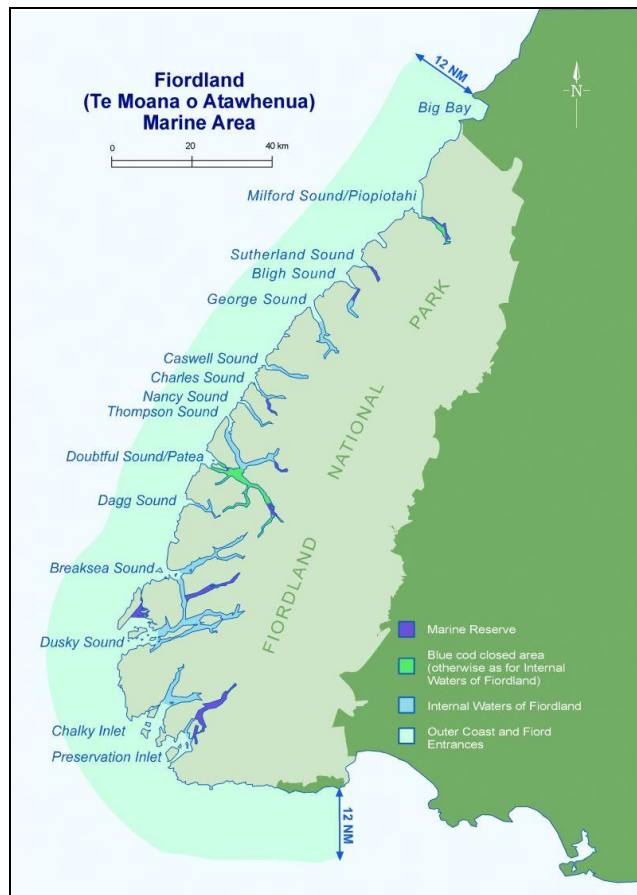 Fiordland
(Te Moana o Atawhenua)
Marine Area
0 20 40 km
12 NM
Big Bay
N
Milford Sound/Piopiotahi
Sutherland Sound
Bligh Sound
George Sound
Caswell Sound
Charles Sound
Nancy Sound
Thompson Sound
Doubtful Sound/Patea
Dagg Sound
Breaksea Sound
Dusky Sound
Chalky Inlet
Preservation Inlet
FIORDLAND NATIONAL PARK
Marine Reserve
Blue cod closed area
(otherwise as for Internal
Waters of Fiordland)
Internal Waters of Fiordland
Outer Coast and Fiord
Entrances
12 NM